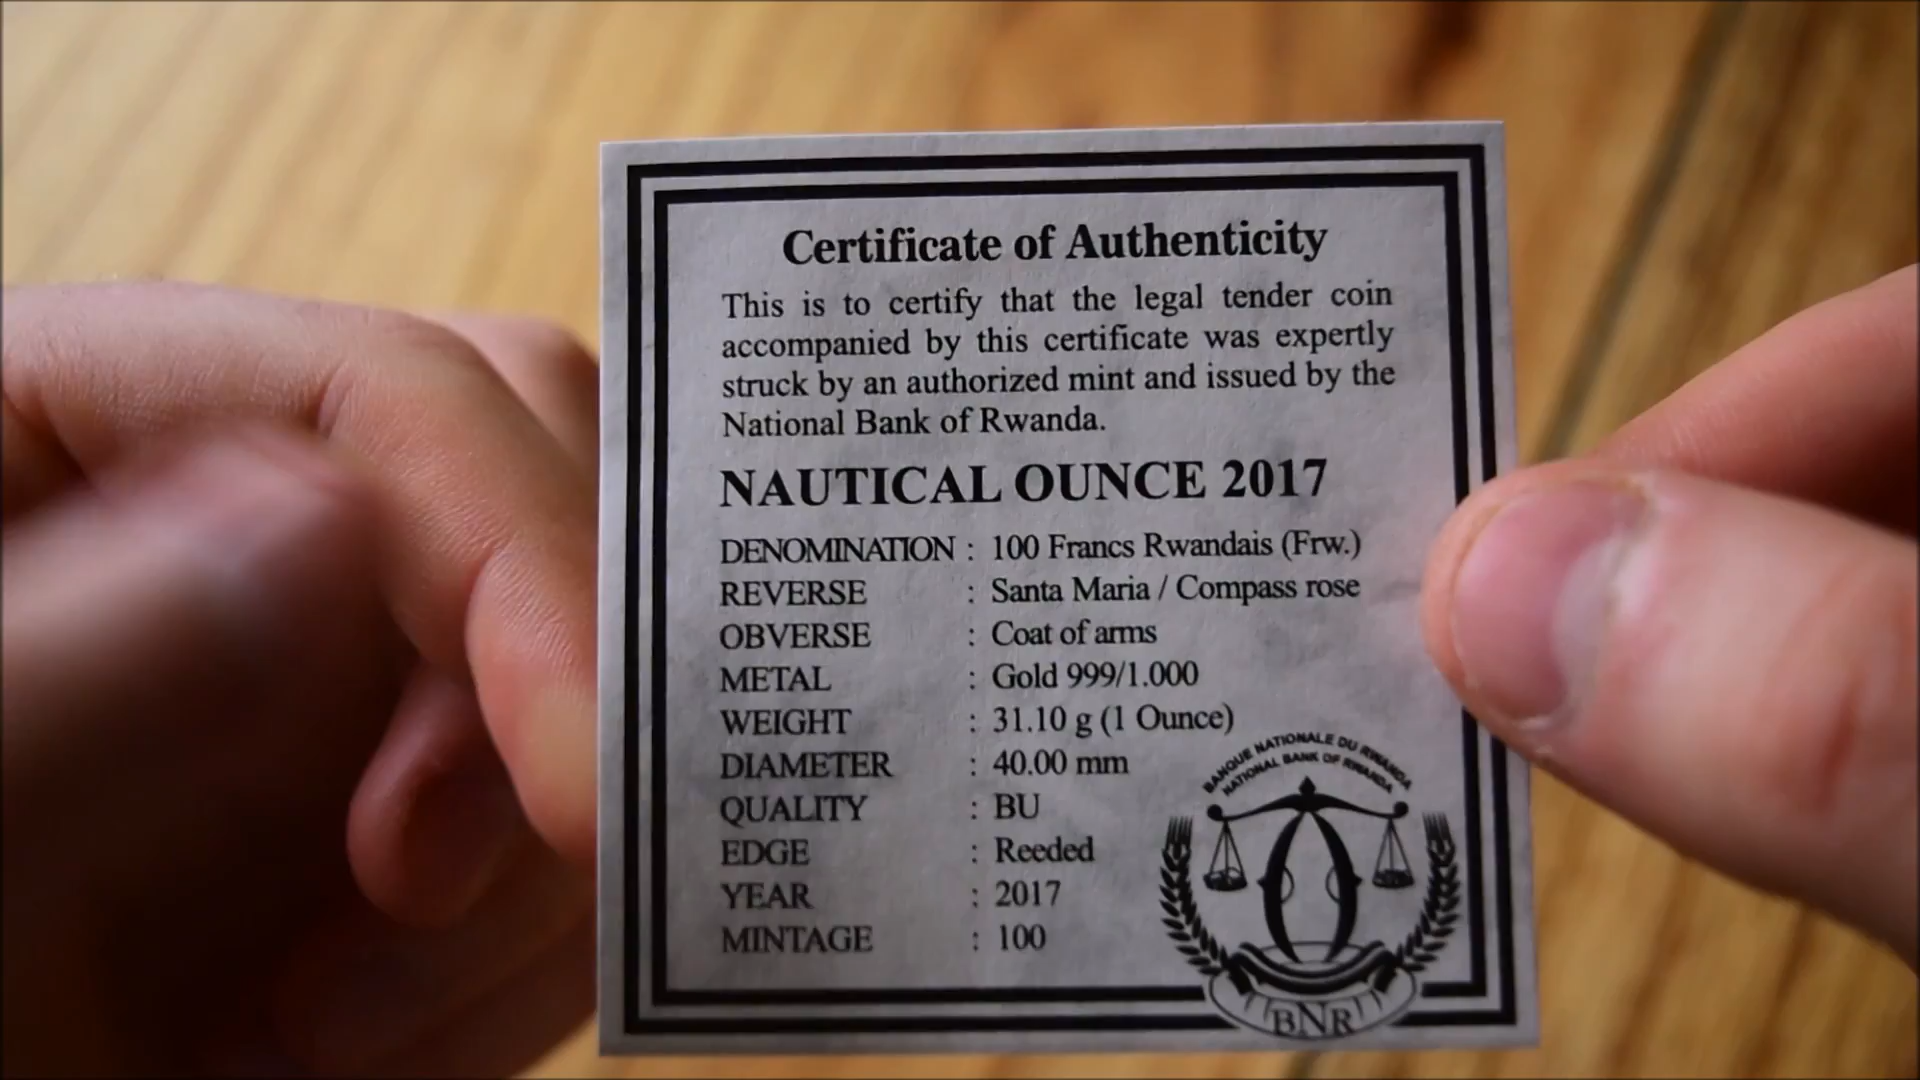 Certificate of Authenticity
This is to certify that the legal tender coin
accompanied by this certificate was expertly
struck by an authorized mint and issued by the
National Bank of Rwanda.
NAUTICAL OUNCE 2017
DENOMINATION : 100 Francs Rwandais (Frw.)
REVERSE : Santa Maria / Compass rose
OBVERSE : Coat of arms
METAL : Gold 999/1.000
WEIGHT : 31.10 g (1 Ounce)
DIAMETER : 40.00 mm
QUALITY : BU
EDGE : Reeded
YEAR : 2017
MINTAGE : 100
BANQUE NATIONALE DU RWANDA
NATIONAL BANK OF RWANDA
BNR